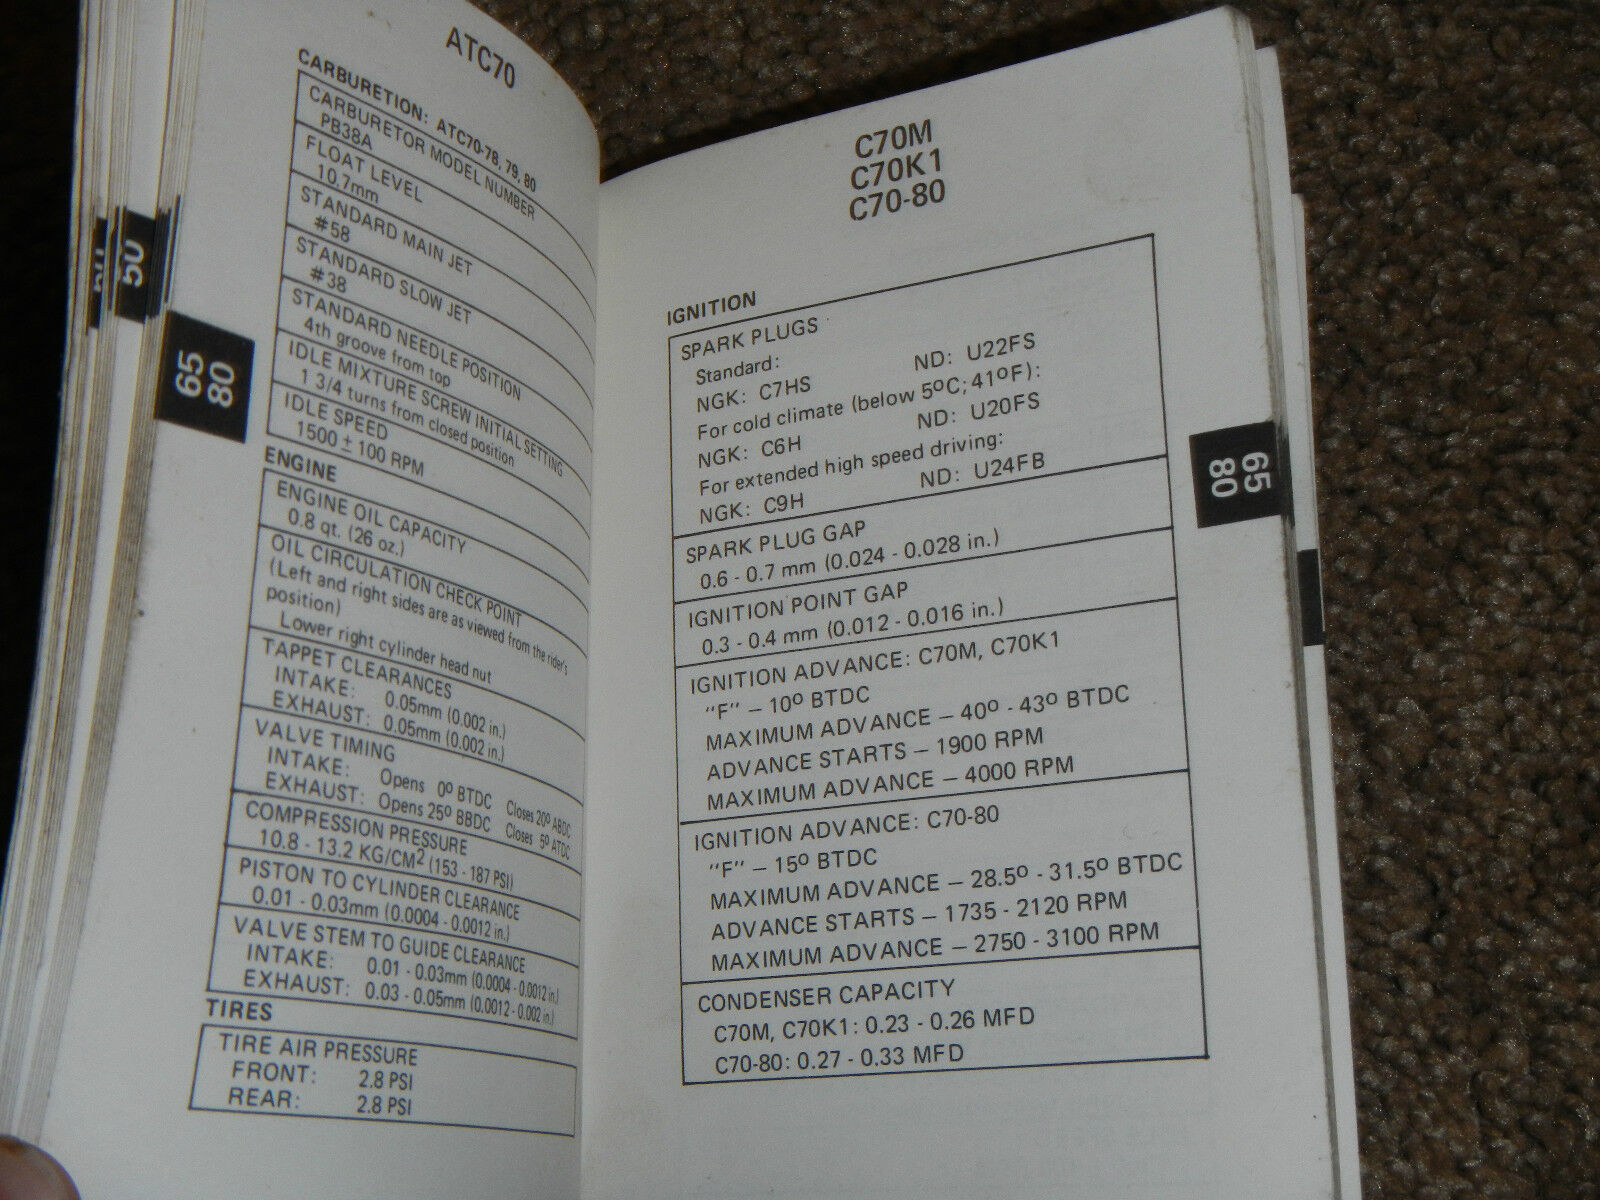 ATC70
CARBURETION: ATC70-78, 79, 80
CARBURETOR MODEL NUMBER
PB38A
FLOAT LEVEL
10.7mm
STANDARD MAIN JET
#58
STANDARD SLOW JET
#38
STANDARD NEEDLE POSITION
4th groove from top
IDLE MIXTURE SCREW INITIAL SETTING
1 3/4 turns from closed position
IDLE SPEED
1500 ± 100 RPM
ENGINE
ENGINE OIL CAPACITY
0.8 qt. (26 oz.)
OIL CIRCULATION CHECK POINT
(Left and right sides are as viewed from the rider's
position)
Lower right cylinder head nut
TAPPET CLEARANCES
INTAKE: 0.05mm (0.002 in.)
EXHAUST: 0.05mm (0.002 in.)
VALVE TIMING
INTAKE: Opens 0º BTDC Closes 20º ABDC
EXHAUST: Opens 25º BBDC Closes 5º ATDC
COMPRESSION PRESSURE
10.8 - 13.2 KG/CM² (153 - 187 PSI)
PISTON TO CYLINDER CLEARANCE
0.01 - 0.03mm (0.0004 - 0.0012 in.)
VALVE STEM TO GUIDE CLEARANCE
INTAKE: 0.01 - 0.03mm (0.0004 - 0.0012 in.)
EXHAUST: 0.03 - 0.05mm (0.0012 - 0.002 in.)
TIRES
TIRE AIR PRESSURE
FRONT: 2.8 PSI
REAR: 2.8 PSI
50
65
80
C70M
C70K1
C70-80
IGNITION
SPARK PLUGS
Standard:
NGK: C7HS ND: U22FS
For cold climate (below 5ºC; 41ºF):
NGK: C6H ND: U20FS
For extended high speed driving:
NGK: C9H ND: U24FB
SPARK PLUG GAP
0.6 - 0.7 mm (0.024 - 0.028 in.)
IGNITION POINT GAP
0.3 - 0.4 mm (0.012 - 0.016 in.)
IGNITION ADVANCE: C70M, C70K1
"F" — 10º BTDC
MAXIMUM ADVANCE — 40º - 43º BTDC
ADVANCE STARTS — 1900 RPM
MAXIMUM ADVANCE — 4000 RPM
IGNITION ADVANCE: C70-80
"F" — 15º BTDC
MAXIMUM ADVANCE — 28.5º - 31.5º BTDC
ADVANCE STARTS — 1735 - 2120 RPM
MAXIMUM ADVANCE — 2750 - 3100 RPM
CONDENSER CAPACITY
C70M, C70K1: 0.23 - 0.26 MFD
C70-80: 0.27 - 0.33 MFD
65
80